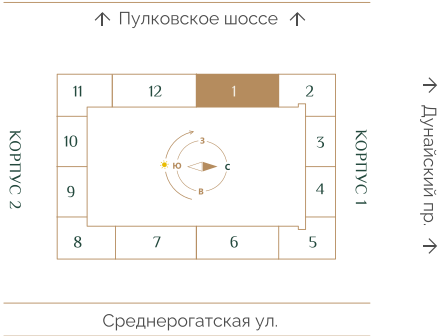 Пулковское шоссе
11 12 1 2
10 3
9 4
8 7 6 5
З
Ю С
В
КОРПУС 2
КОРПУС 1
Дунайский пр.
Среднерогатская ул.